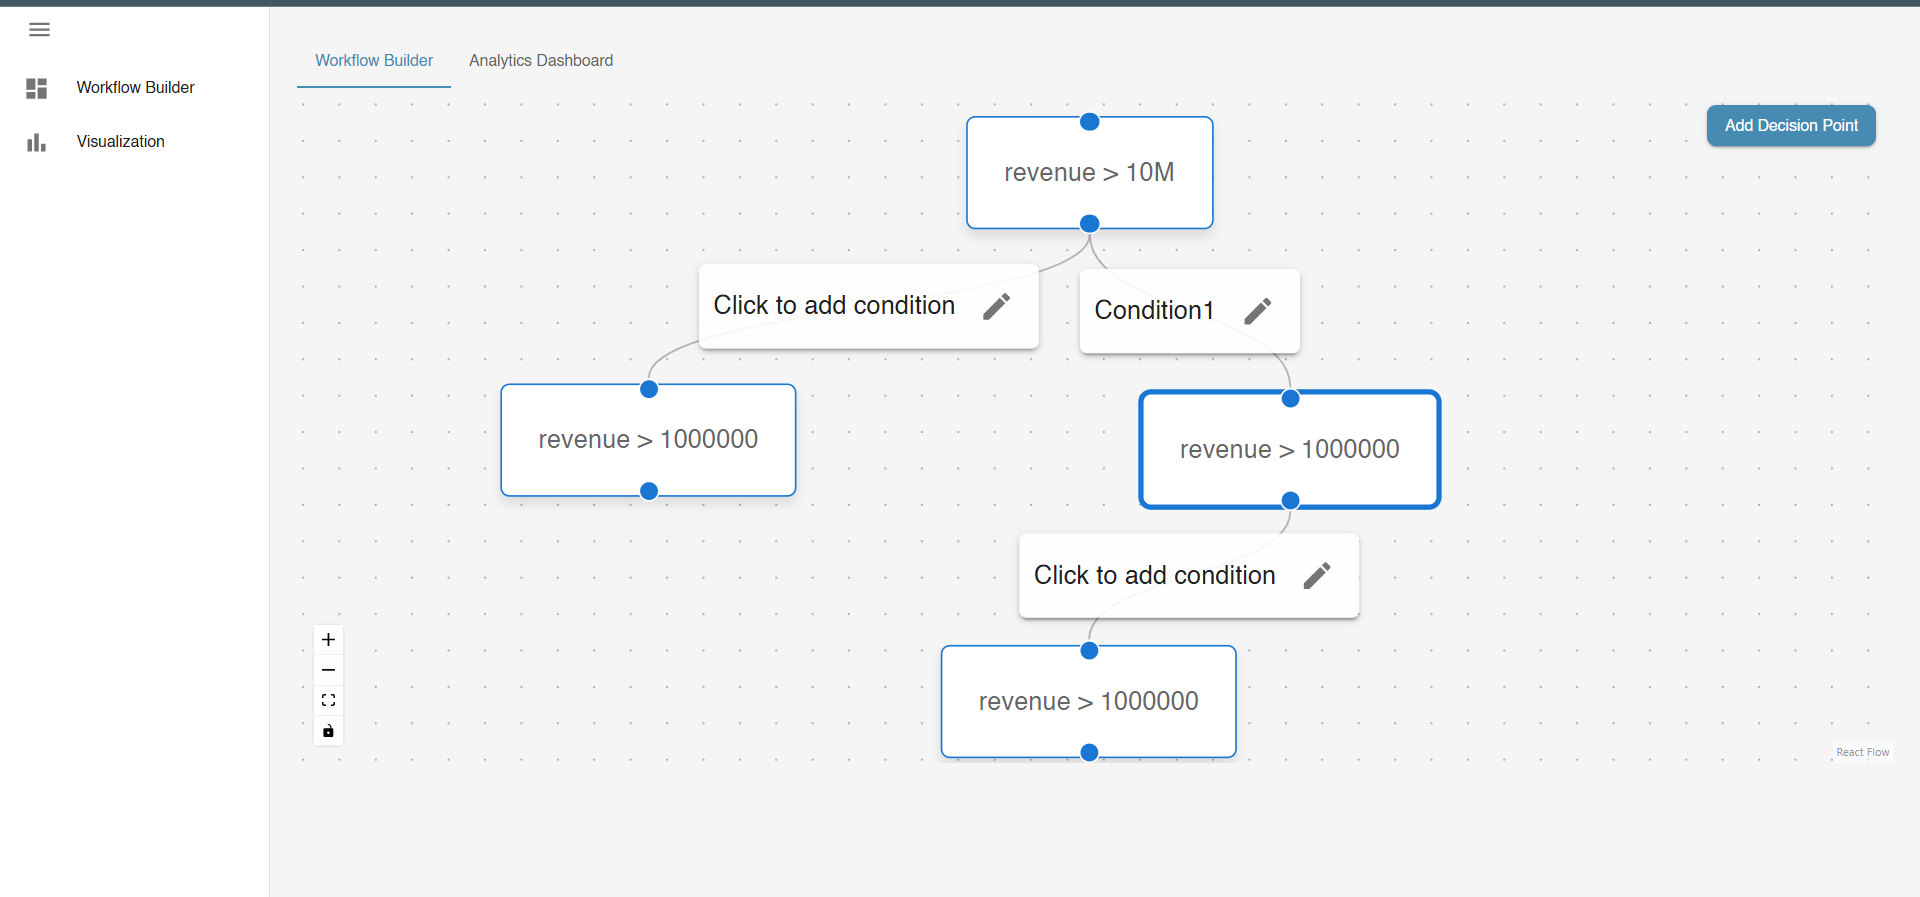 Workflow Builder
Visualization
Workflow Builder
Analytics Dashboard
Add Decision Point
revenue > 10M
Click to add condition
Condition1
revenue > 1000000
revenue > 1000000
Click to add condition
revenue > 1000000
React Flow